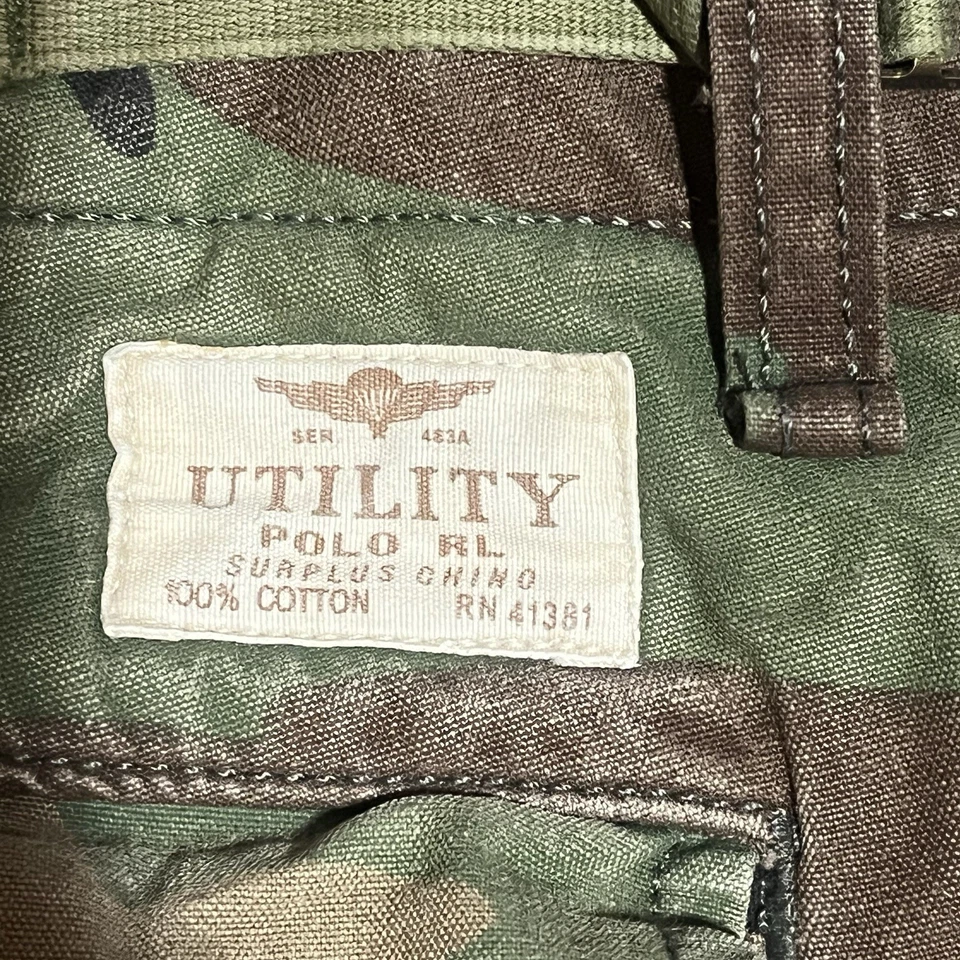 SER 483A
UTILITY
POLO RL
SURPLUS CHINO
100% COTTON RN 41381